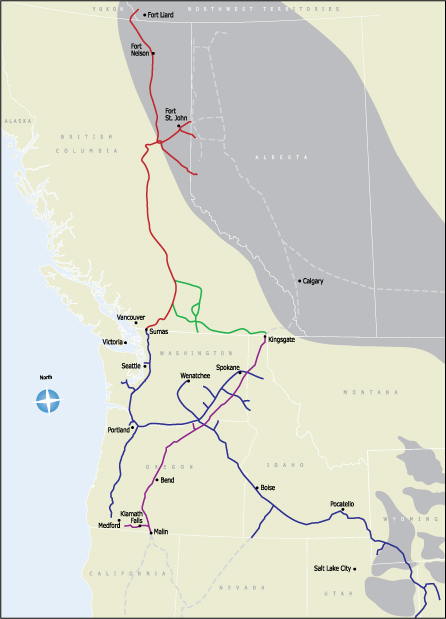 YUKON
NORTHWEST TERRITORIES
Fort Liard
Fort
Nelson
Fort
St. John
ALASKA
BRITISH
COLUMBIA
ALBERTA
Calgary
Vancouver
Sumas
Victoria
Kingsgate
WASHINGTON
Seattle
Spokane
Wenatchee
North
MONTANA
Portland
OREGON
IDAHO
Bend
Boise
Pocatello
WYOMING
Klamath
Falls
Medford
Malin
Salt Lake City
CALIFORNIA
NEVADA
UTAH